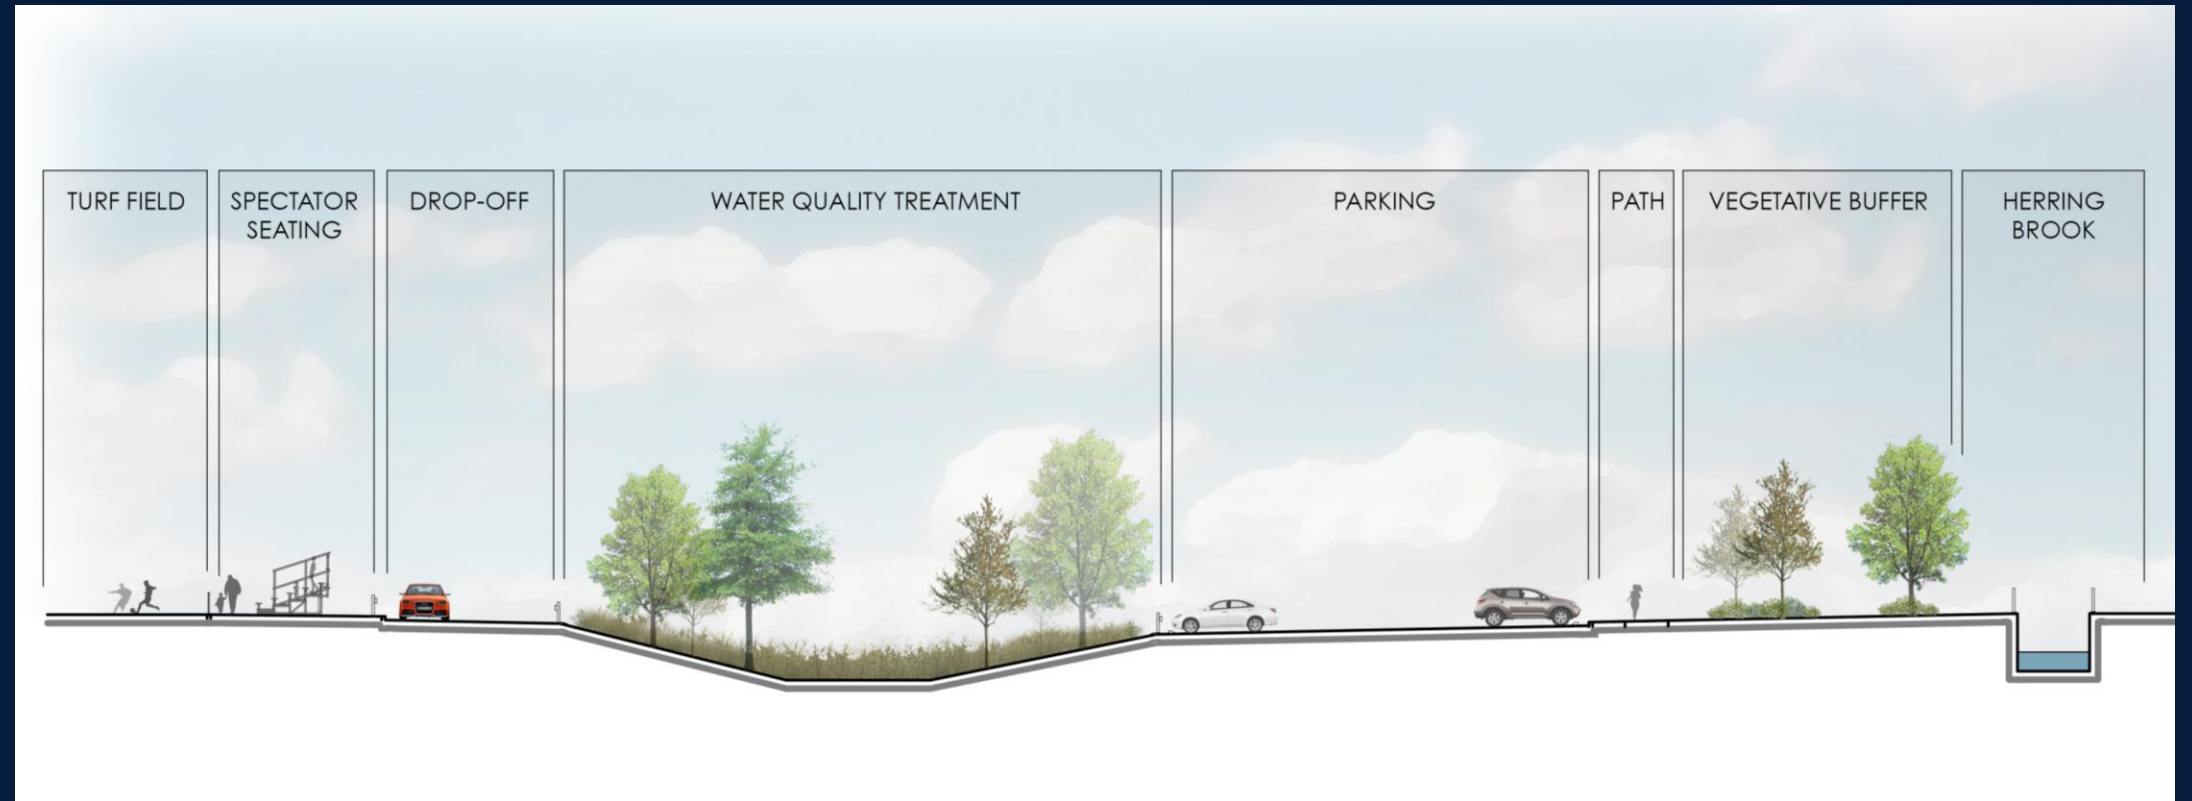 TURF FIELD
SPECTATOR
SEATING
DROP-OFF
WATER QUALITY TREATMENT
PARKING
PATH
VEGETATIVE BUFFER
HERRING
BROOK